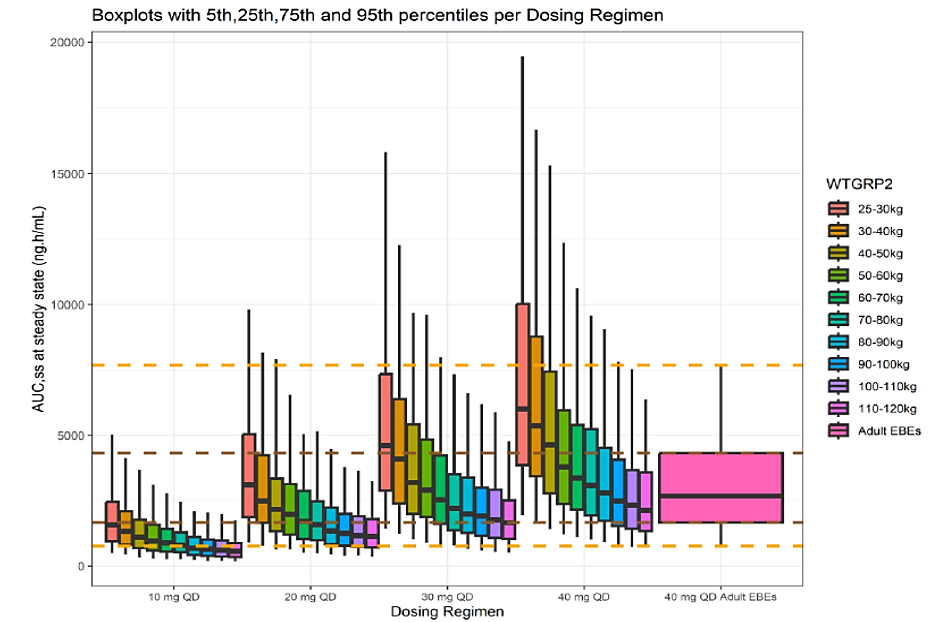 Boxplots with 5th,25th,75th and 95th percentiles per Dosing Regimen
AUC,ss at steady state (ng,h/mL)
20000
15000
10000
5000
0
10 mg QD
20 mg QD
30 mg QD
40 mg QD
40 mg QD Adult EBEs
Dosing Regimen
WTGRP2
25-30kg
30-40kg
40-50kg
50-60kg
60-70kg
70-80kg
80-90kg
90-100kg
100-110kg
110-120kg
Adult EBEs